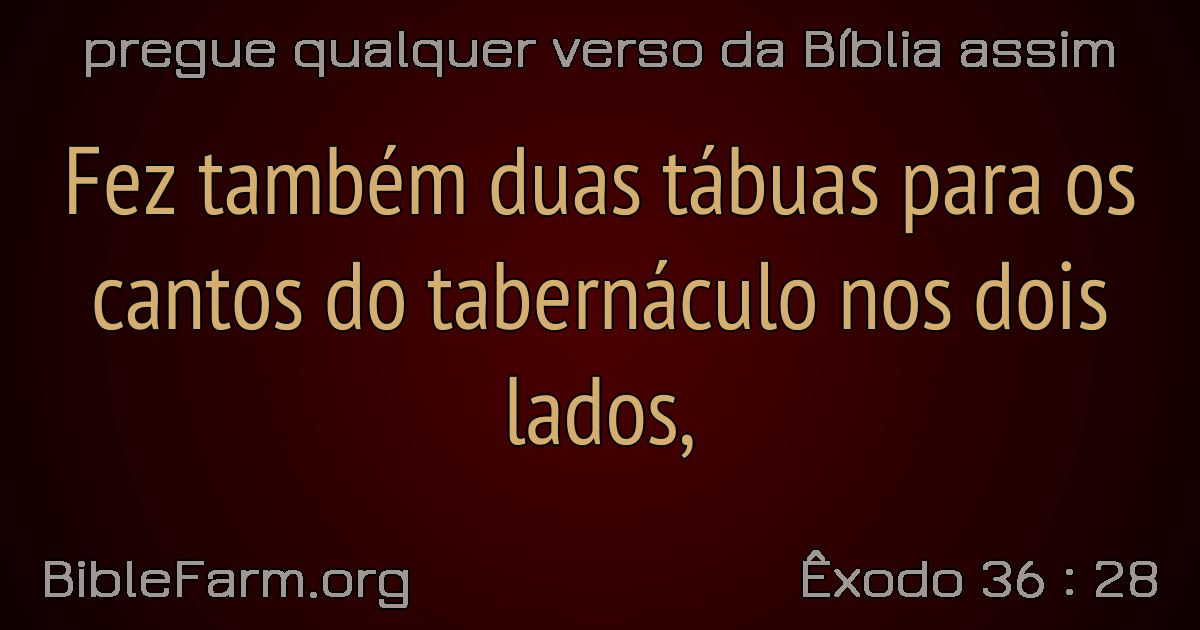 pregue qualquer verso da Bíblia assim
Fez também duas tábuas para os
cantos do tabernáculo nos dois
lados,
BibleFarm.org
Êxodo 36 : 28